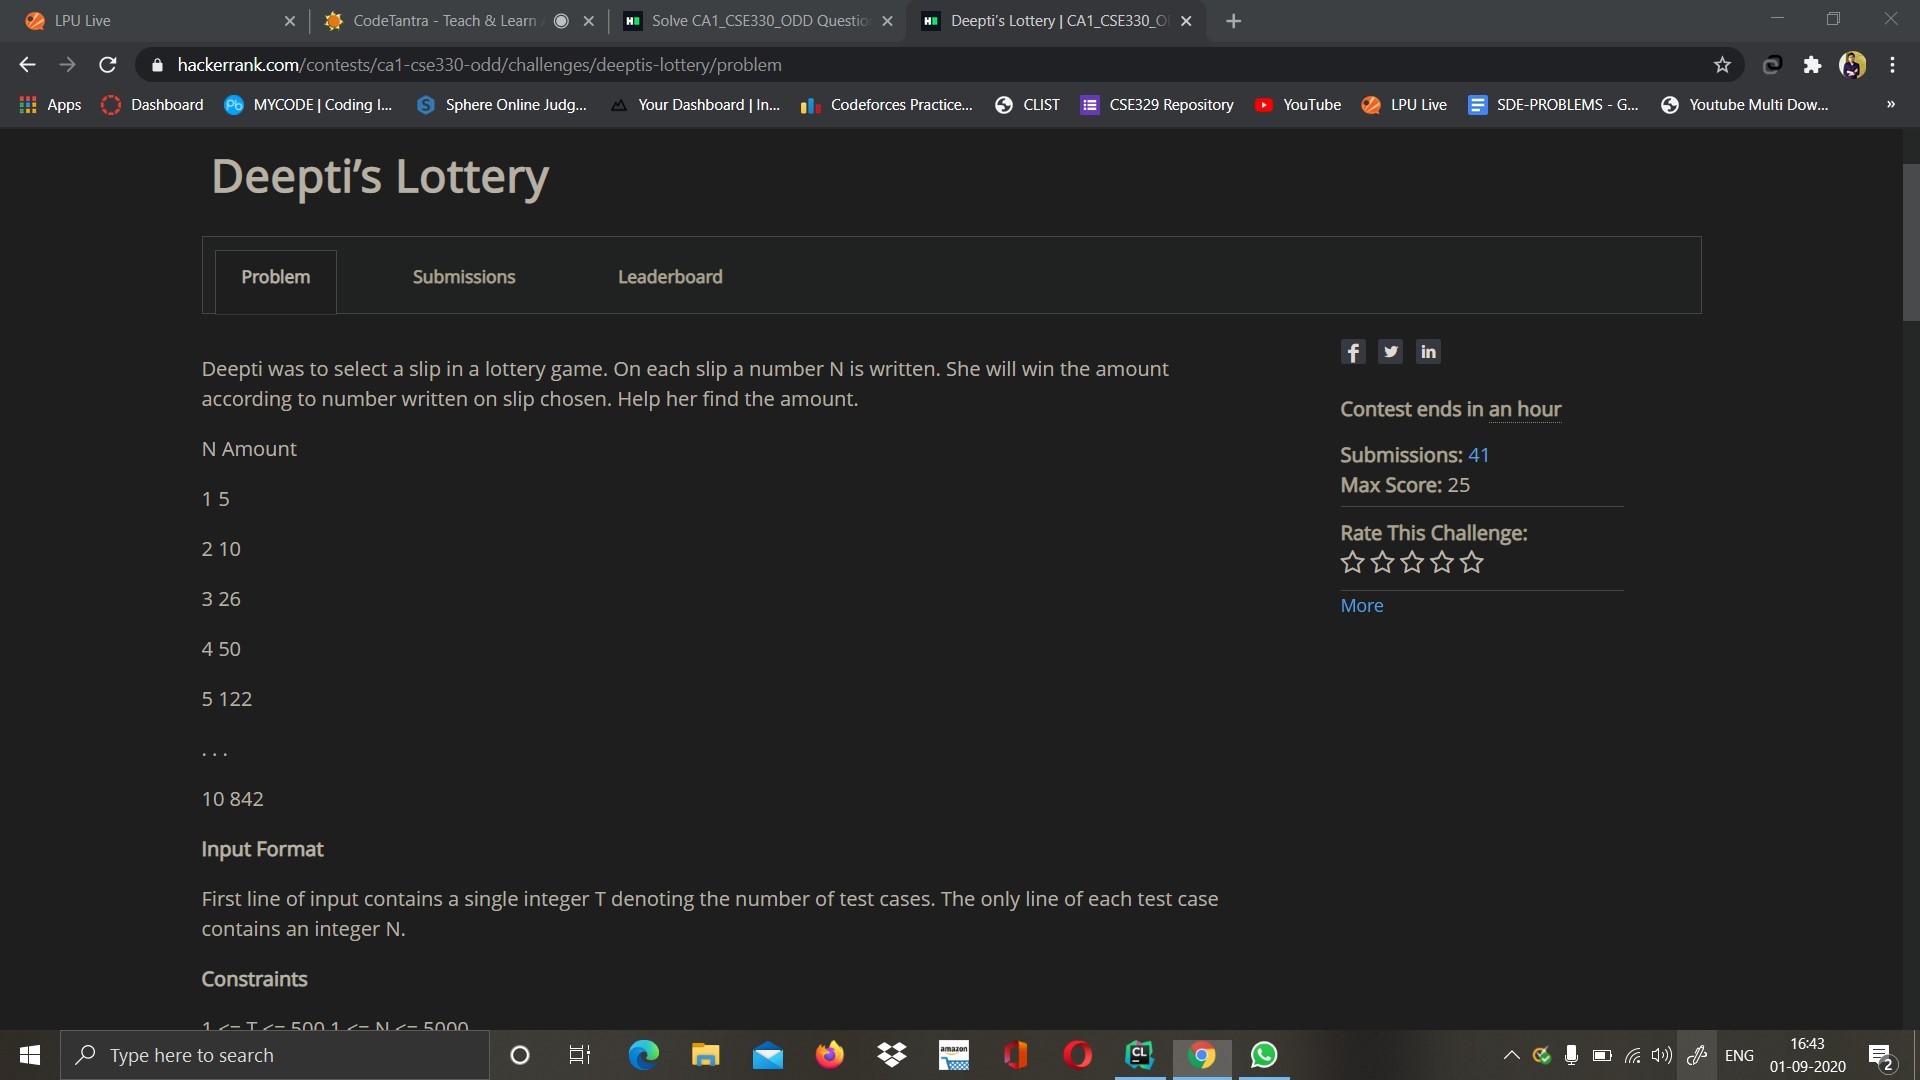 LPU Live
CodeTantra - Teach & Learn
Solve CA1_CSE330_ODD Questio
Deepti's Lottery | CA1_CSE330_O
hackerrank.com/contests/ca1-cse330-odd/challenges/deeptis-lottery/problem
Apps
Dashboard
MYCODE | Coding I...
Sphere Online Judg...
Your Dashboard | In...
Codeforces Practice...
CLIST
CSE329 Repository
YouTube
LPU Live
SDE-PROBLEMS - G...
Youtube Multi Dow...
»
Deepti’s Lottery
Problem
Submissions
Leaderboard
Deepti was to select a slip in a lottery game. On each slip a number N is written. She will win the amount
according to number written on slip chosen. Help her find the amount.
N Amount
1 5
2 10
3 26
4 50
5 122
. . .
10 842
Input Format
First line of input contains a single integer T denoting the number of test cases. The only line of each test case
contains an integer N.
Constraints
1 <= T <= 500 1 <= N <= 5000
Contest ends in an hour
Submissions: 41
Max Score: 25
Rate This Challenge:
More
Type here to search
amazon
CL
ENG
16:43
01-09-2020
2